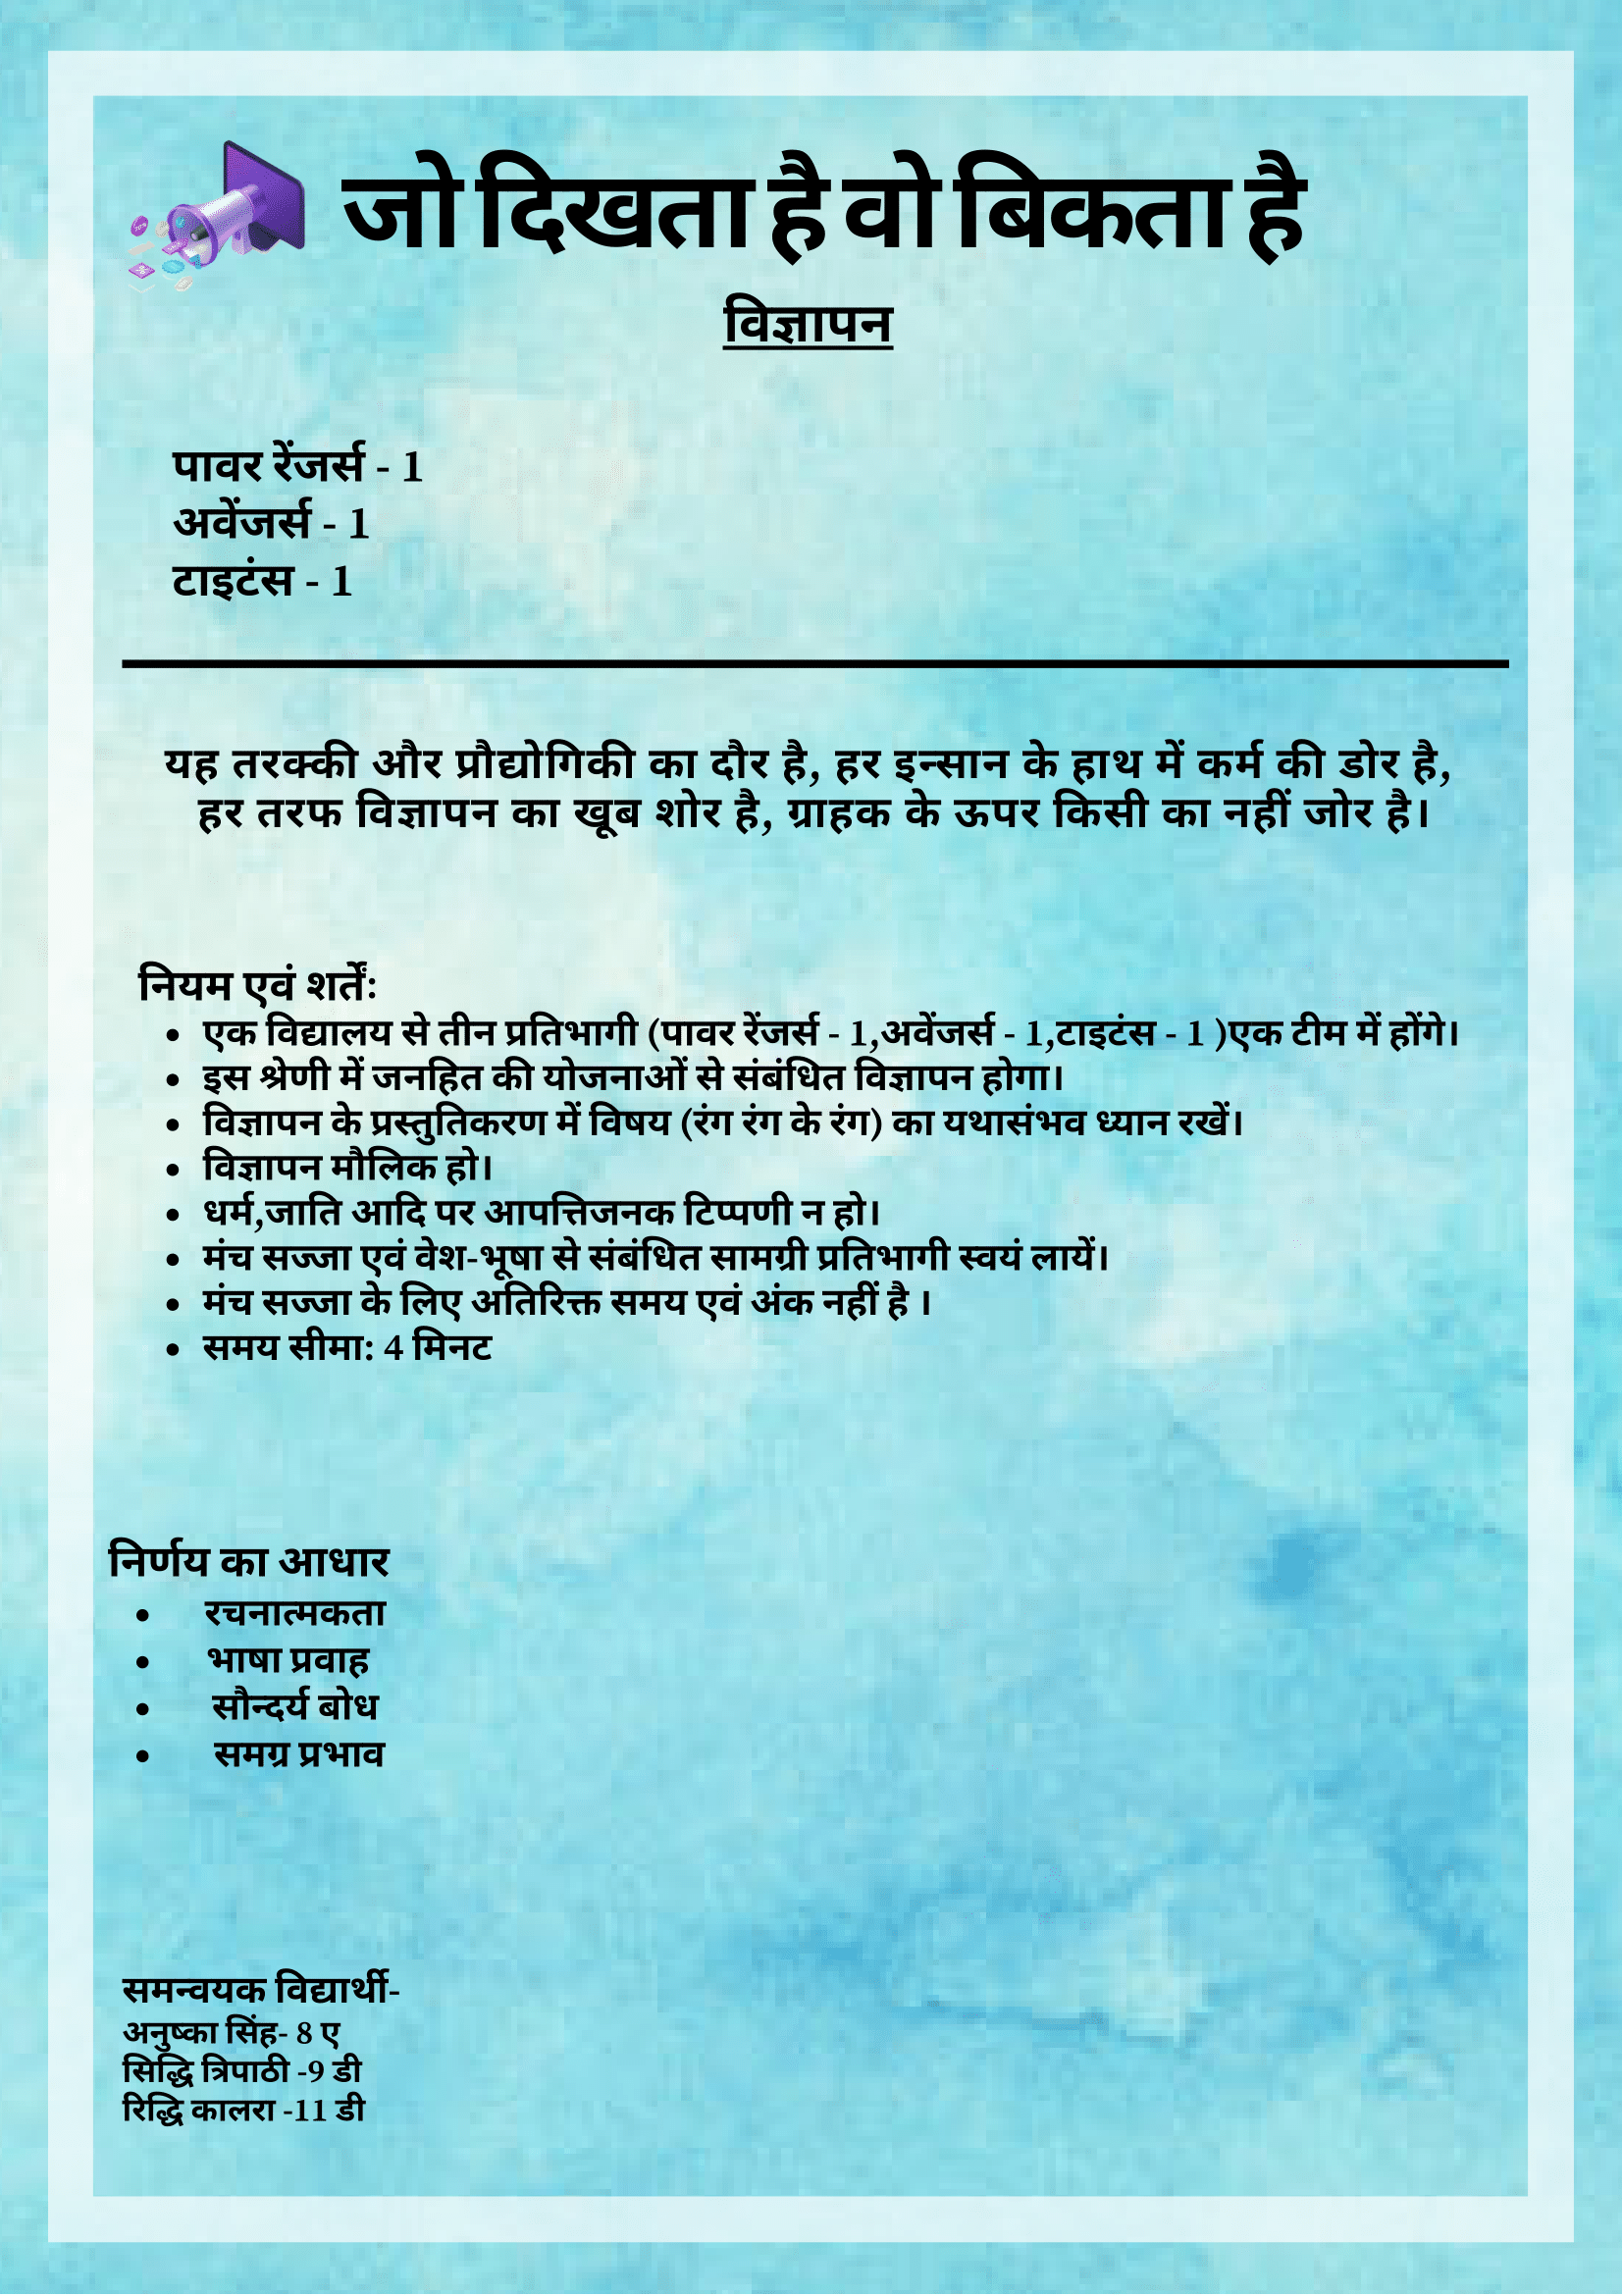 जो दिखता है वो बिकता है
विज्ञापन
पावर रेंजर्स - 1
अवेंजर्स - 1
टाइटंस - 1
यह तरक्की और प्रौद्योगिकी का दौर है, हर इन्सान के हाथ में कर्म की डोर है,
हर तरफ विज्ञापन का खूब शोर है, ग्राहक के ऊपर किसी का नहीं जोर है।
नियम एवं शर्तेंः
• एक विद्यालय से तीन प्रतिभागी (पावर रेंजर्स - 1,अवेंजर्स - 1,टाइटंस - 1 )एक टीम में होंगे।
• इस श्रेणी में जनहित की योजनाओं से संबंधित विज्ञापन होगा।
• विज्ञापन के प्रस्तुतिकरण में विषय (रंग रंग के रंग) का यथासंभव ध्यान रखें।
• विज्ञापन मौलिक हो।
• धर्म,जाति आदि पर आपत्तिजनक टिप्पणी न हो।
• मंच सज्जा एवं वेश-भूषा से संबंधित सामग्री प्रतिभागी स्वयं लायें।
• मंच सज्जा के लिए अतिरिक्त समय एवं अंक नहीं है ।
• समय सीमा: 4 मिनट
निर्णय का आधार
• रचनात्मकता
• भाषा प्रवाह
• सौन्दर्य बोध
• समग्र प्रभाव
समन्वयक विद्यार्थी-
अनुष्का सिंह- 8 ए
सिद्धि त्रिपाठी -9 डी
रिद्धि कालरा -11 डी